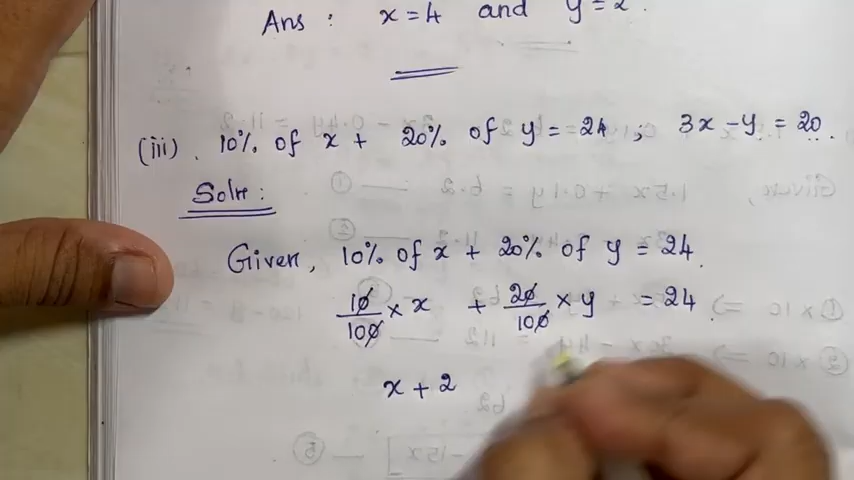 Ans : x = 4 and y = 2.
(iii). 10% of x + 20% of y = 24 ; 3x - y = 20.
Soln :
Given, 10% of x + 20% of y = 24.
10/100 × x + 20/100 × y = 24.
x + 2